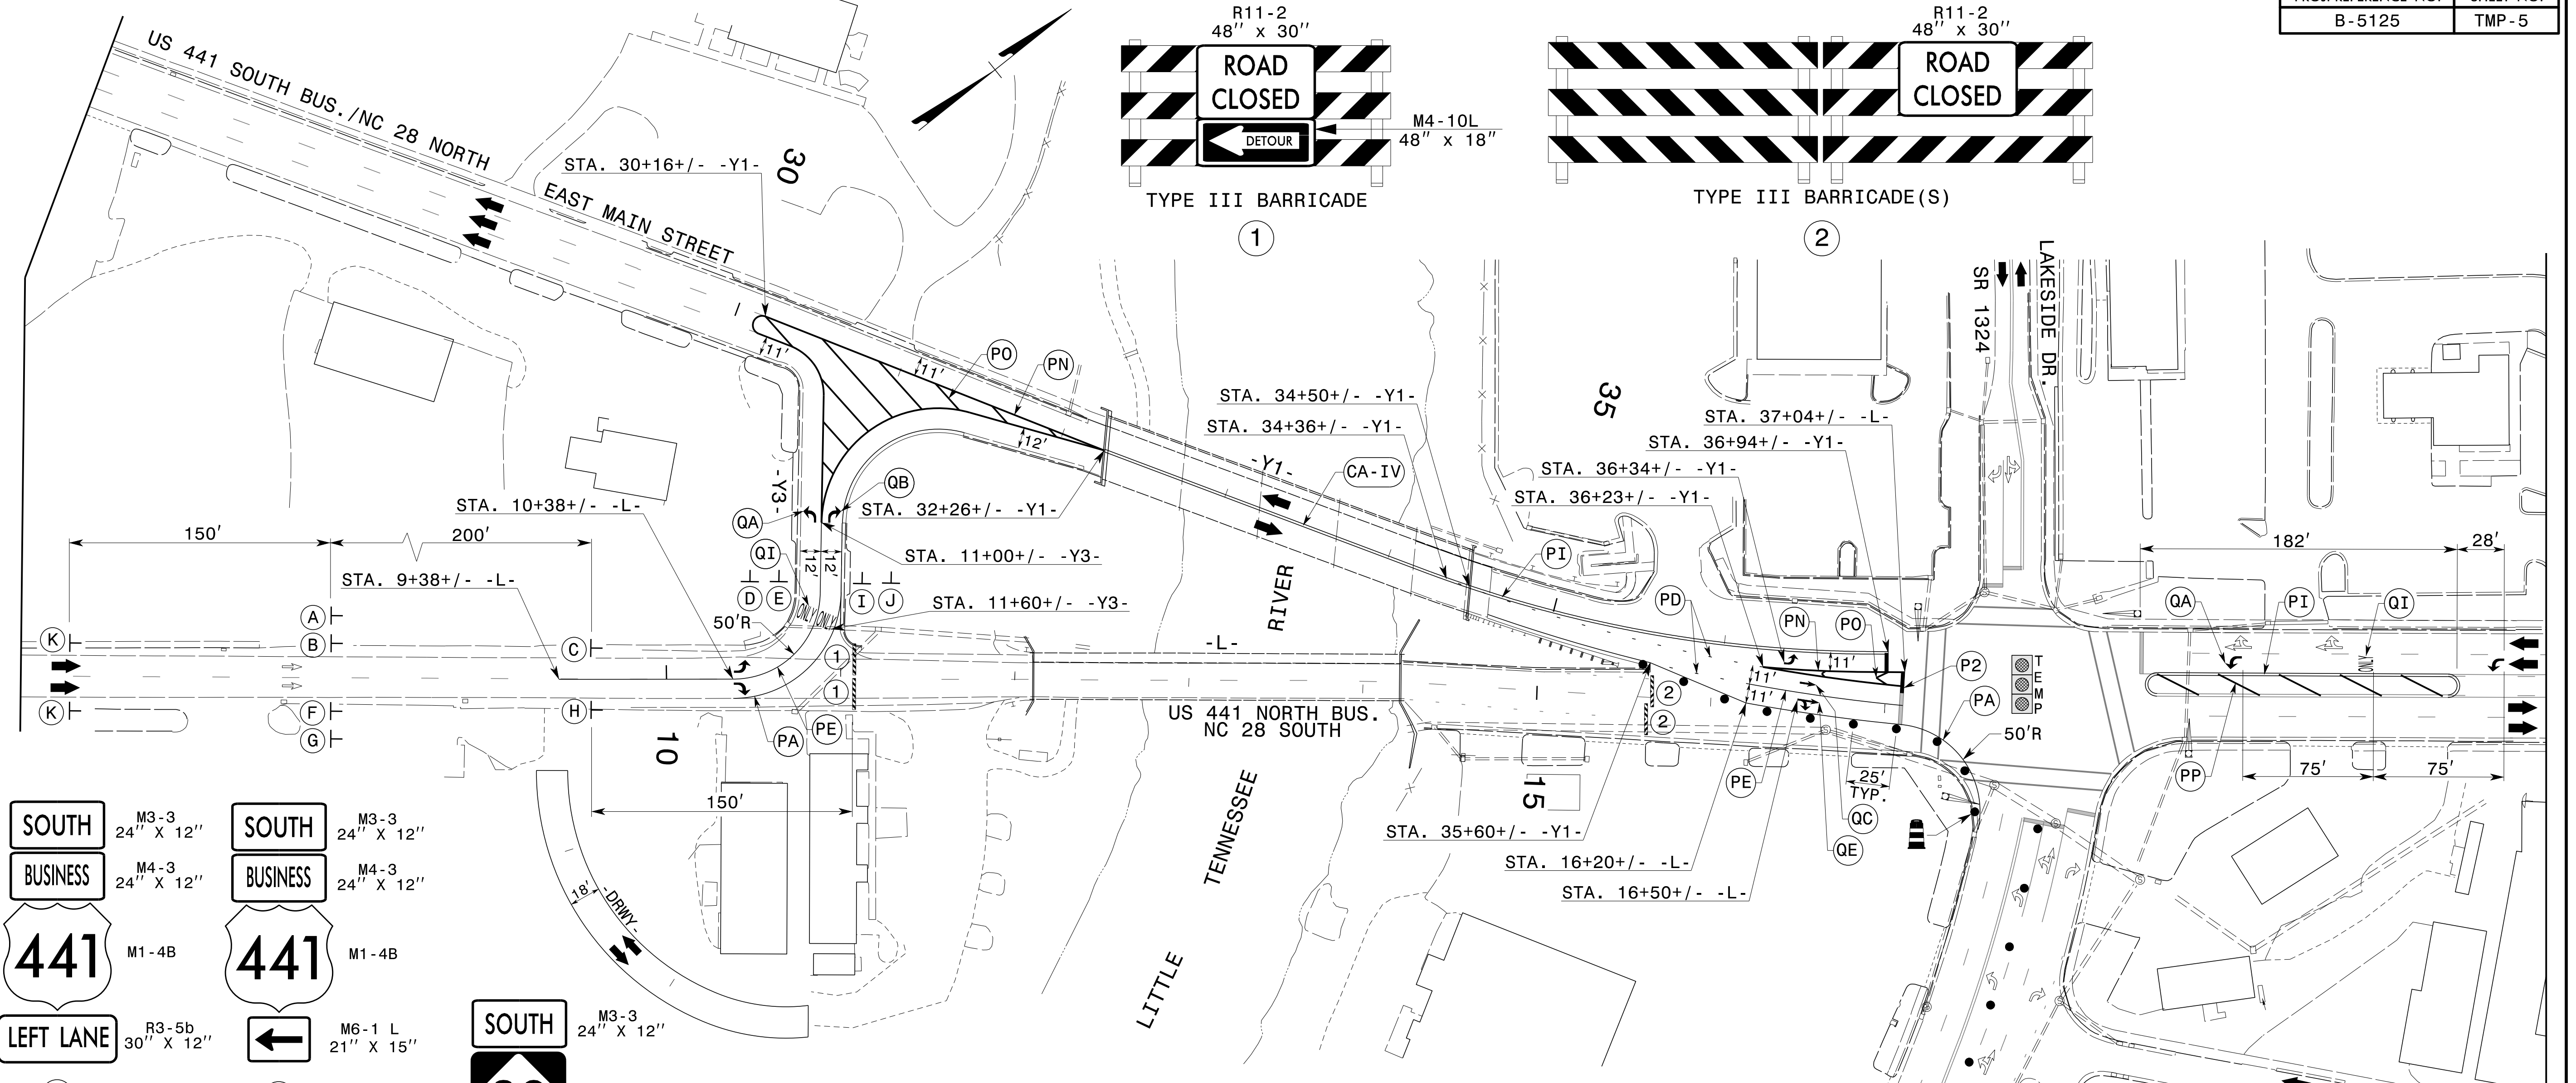 B-5125
TMP-5
R11-2
48" x 30"
ROAD
CLOSED
DETOUR
M4-10L
48" x 18"
TYPE III BARRICADE
1
R11-2
48" x 30"
ROAD
CLOSED
TYPE III BARRICADE(S)
2
US 441 SOUTH BUS./NC 28 NORTH
EAST MAIN STREET
STA. 30+16+/- -Y1-
30
11'
11'
PO
PN
12'
-Y1-
CA-IV
STA. 34+50+/- -Y1-
STA. 34+36+/- -Y1-
35
STA. 37+04+/- -L-
STA. 36+94+/- -Y1-
STA. 36+34+/- -Y1-
STA. 36+23+/- -Y1-
SR 1324
LAKESIDE DR.
-Y3-
QB
STA. 32+26+/- -Y1-
STA. 10+38+/- -L-
QA
QI
12'
12'
STA. 11+00+/- -Y3-
150'
200'
STA. 9+38+/- -L-
D
E
I
J
STA. 11+60+/- -Y3-
ONLY
ONLY
50'R
A
B
C
K
K
F
G
H
1
1
PA
PE
10
150'
-L-
RIVER
TENNESSEE
LITTLE
US 441 NORTH BUS.
NC 28 SOUTH
PI
PD
PN
PO
11'
11'
11'
P2
2
2
15
PE
QC
QE
25'
TYP.
PA
50'R
TEMP
STA. 35+60+/- -Y1-
STA. 16+20+/- -L-
STA. 16+50+/- -L-
182'
28'
QA
PI
QI
ONLY
PP
75'
75'
18'
-DRWY-
SOUTH
M3-3
24" X 12"
BUSINESS
M4-3
24" X 12"
441
M1-4B
LEFT LANE
R3-5b
30" X 12"
SOUTH
M3-3
24" X 12"
BUSINESS
M4-3
24" X 12"
441
M1-4B
M6-1 L
21" X 15"
SOUTH
M3-3
24" X 12"